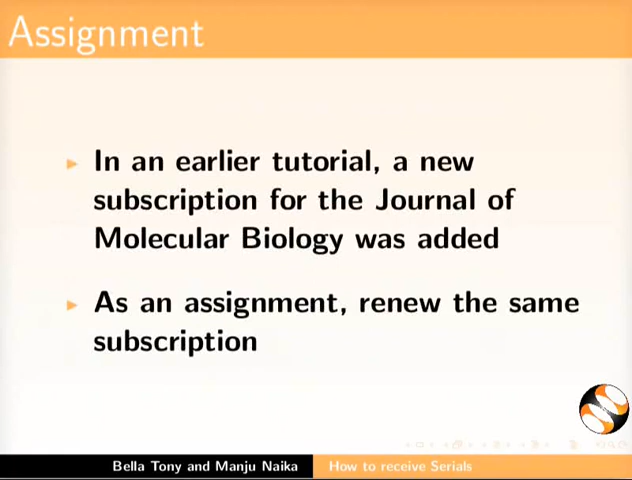 Assignment
In an earlier tutorial, a new
subscription for the Journal of
Molecular Biology was added
As an assignment, renew the same
subscription
Bella Tony and Manju Naika How to receive Serials